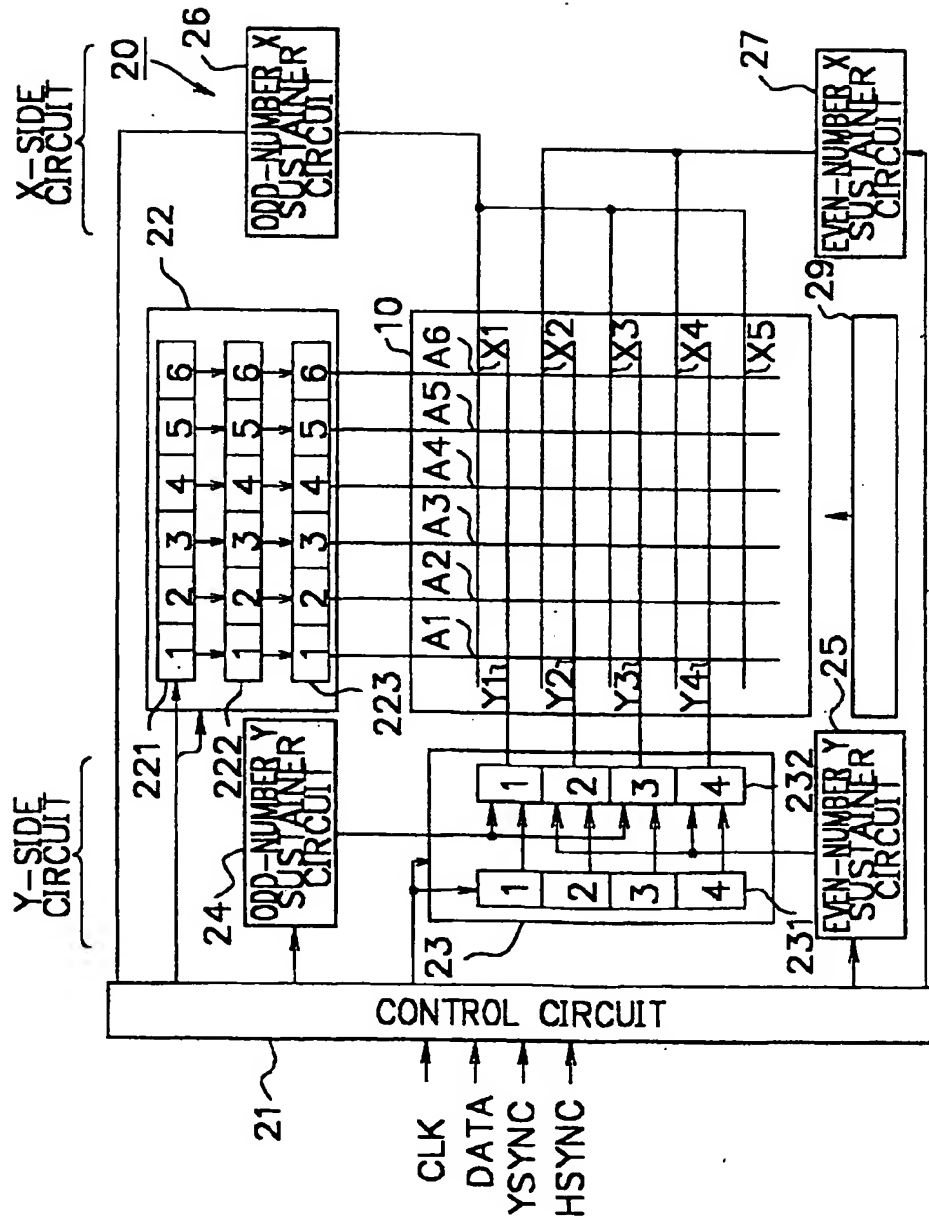 Y-SIDE
CIRCUIT
X-SIDE
CIRCUIT
20
26
ODD-NUMBER X
SUSTAINER
CIRCUIT
22
1 2 3 4 5 6
1 2 3 4 5 6
1 2 3 4 5 6
221
222
223
24
ODD-NUMBER Y
SUSTAINER
CIRCUIT
10
A1 A2 A3 A4 A5 A6
Y1
Y2
Y3
Y4
X1
X2
X3
X4
X5
1
2
3
4
1
2
3
4
23
231
232
25
EVEN-NUMBER Y
SUSTAINER
CIRCUIT
29
27
EVEN-NUMBER X
SUSTAINER
CIRCUIT
CONTROL CIRCUIT
21
CLK
DATA
YSYNC
HSYNC